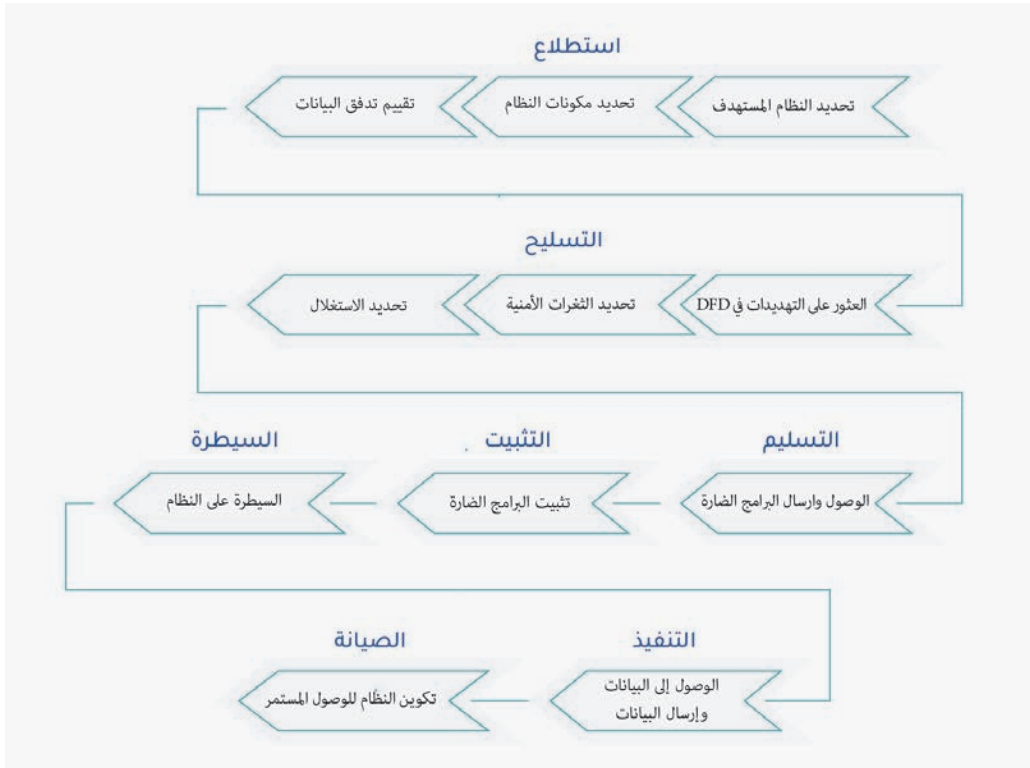 استطلاع
تحديد النظام المستهدف
تحديد مكونات النظام
تقييم تدفق البيانات
التسليح
العثور على التهديدات في DFD
تحديد الثغرات الأمنية
تحديد الاستغلال
التسليم
التثبيت
السيطرة
الوصول وارسال البرامج الضارة
تثبيت البرامج الضارة
السيطرة على النظام
التنفيذ
الصيانة
الوصول إلى البيانات
وإرسال البيانات
تكوين النظام للوصول المستمر